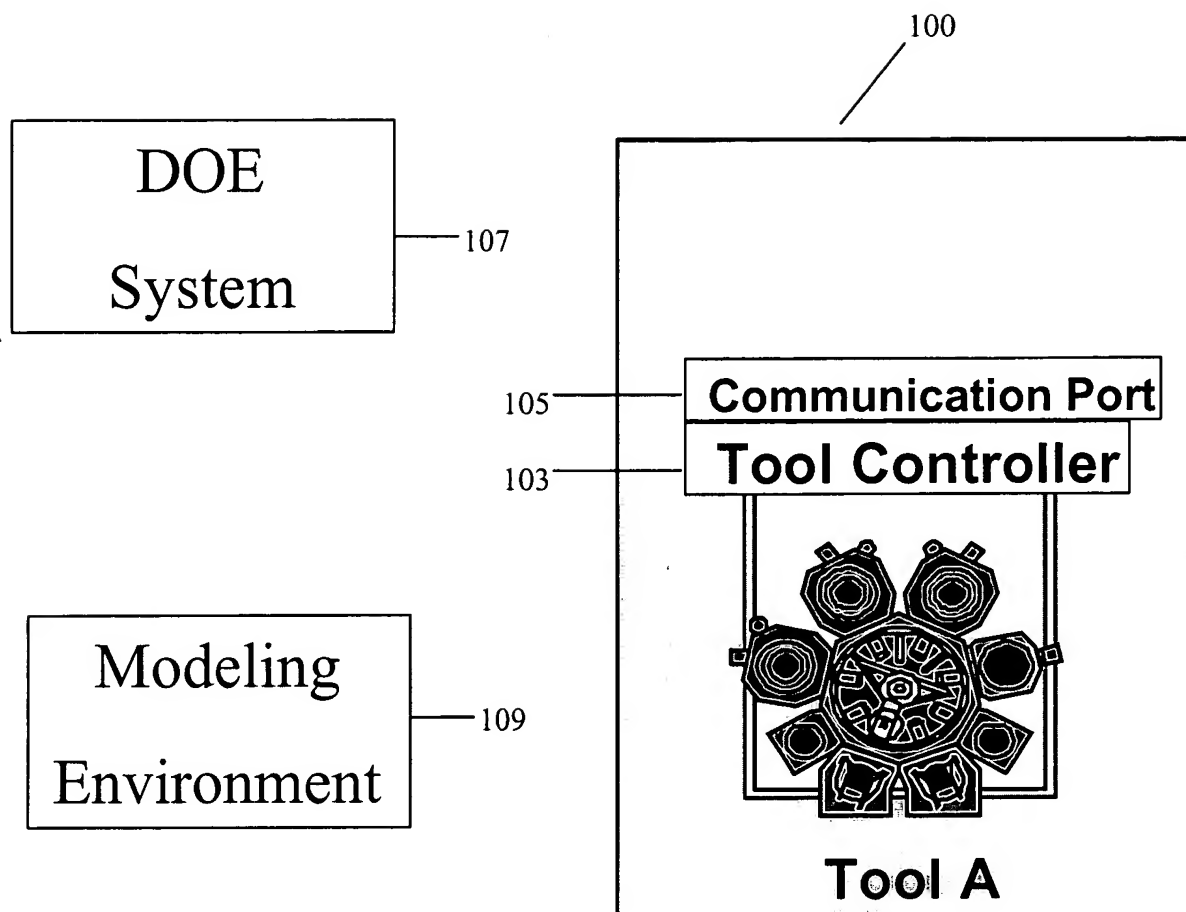 100
DOE
System
107
105
Communication Port
103
Tool Controller
Modeling
Environment
109
Tool A